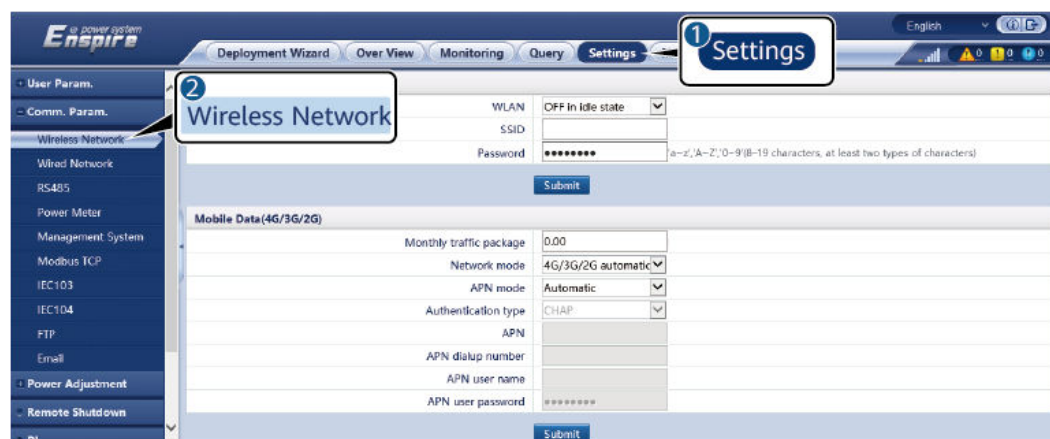 Enspire
e power system
English
Deployment Wizard Over View Monitoring Query Settings
1 Settings
0 0 0
User Param.
Comm. Param.
2 Wireless Network
Wireless Network
Wired Network
RS485
Power Meter
Management System
Modbus TCP
IEC103
IEC104
FTP
Email
Power Adjustment
Remote Shutdown
WLAN OFF in idle state
SSID
Password ●●●●●●●● 'a~z','A~Z','0~9'(8~19 characters, at least two types of characters)
Submit
Mobile Data(4G/3G/2G)
Monthly traffic package 0.00
Network mode 4G/3G/2G automatic
APN mode Automatic
Authentication type CHAP
APN
APN dialup number
APN user name
APN user password ●●●●●●●●
Submit